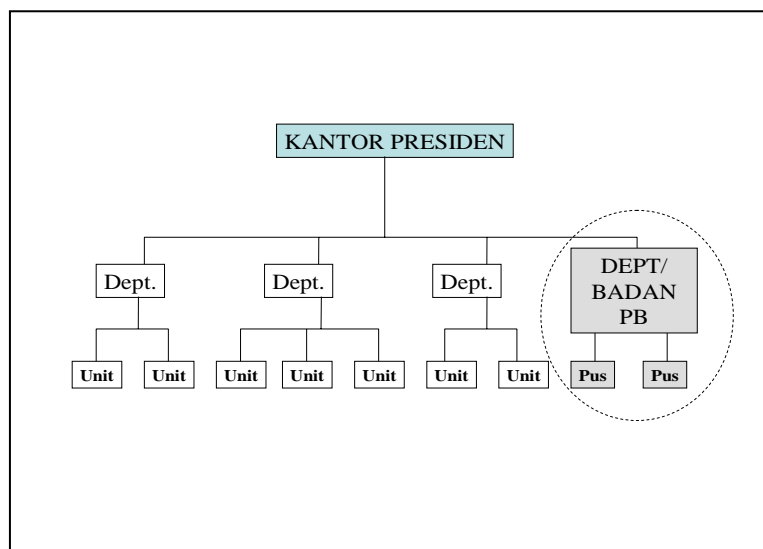 KANTOR PRESIDEN
Dept.
Dept.
Dept.
DEPT/
BADAN
PB
Unit
Unit
Unit
Unit
Unit
Unit
Unit
Pus
Pus